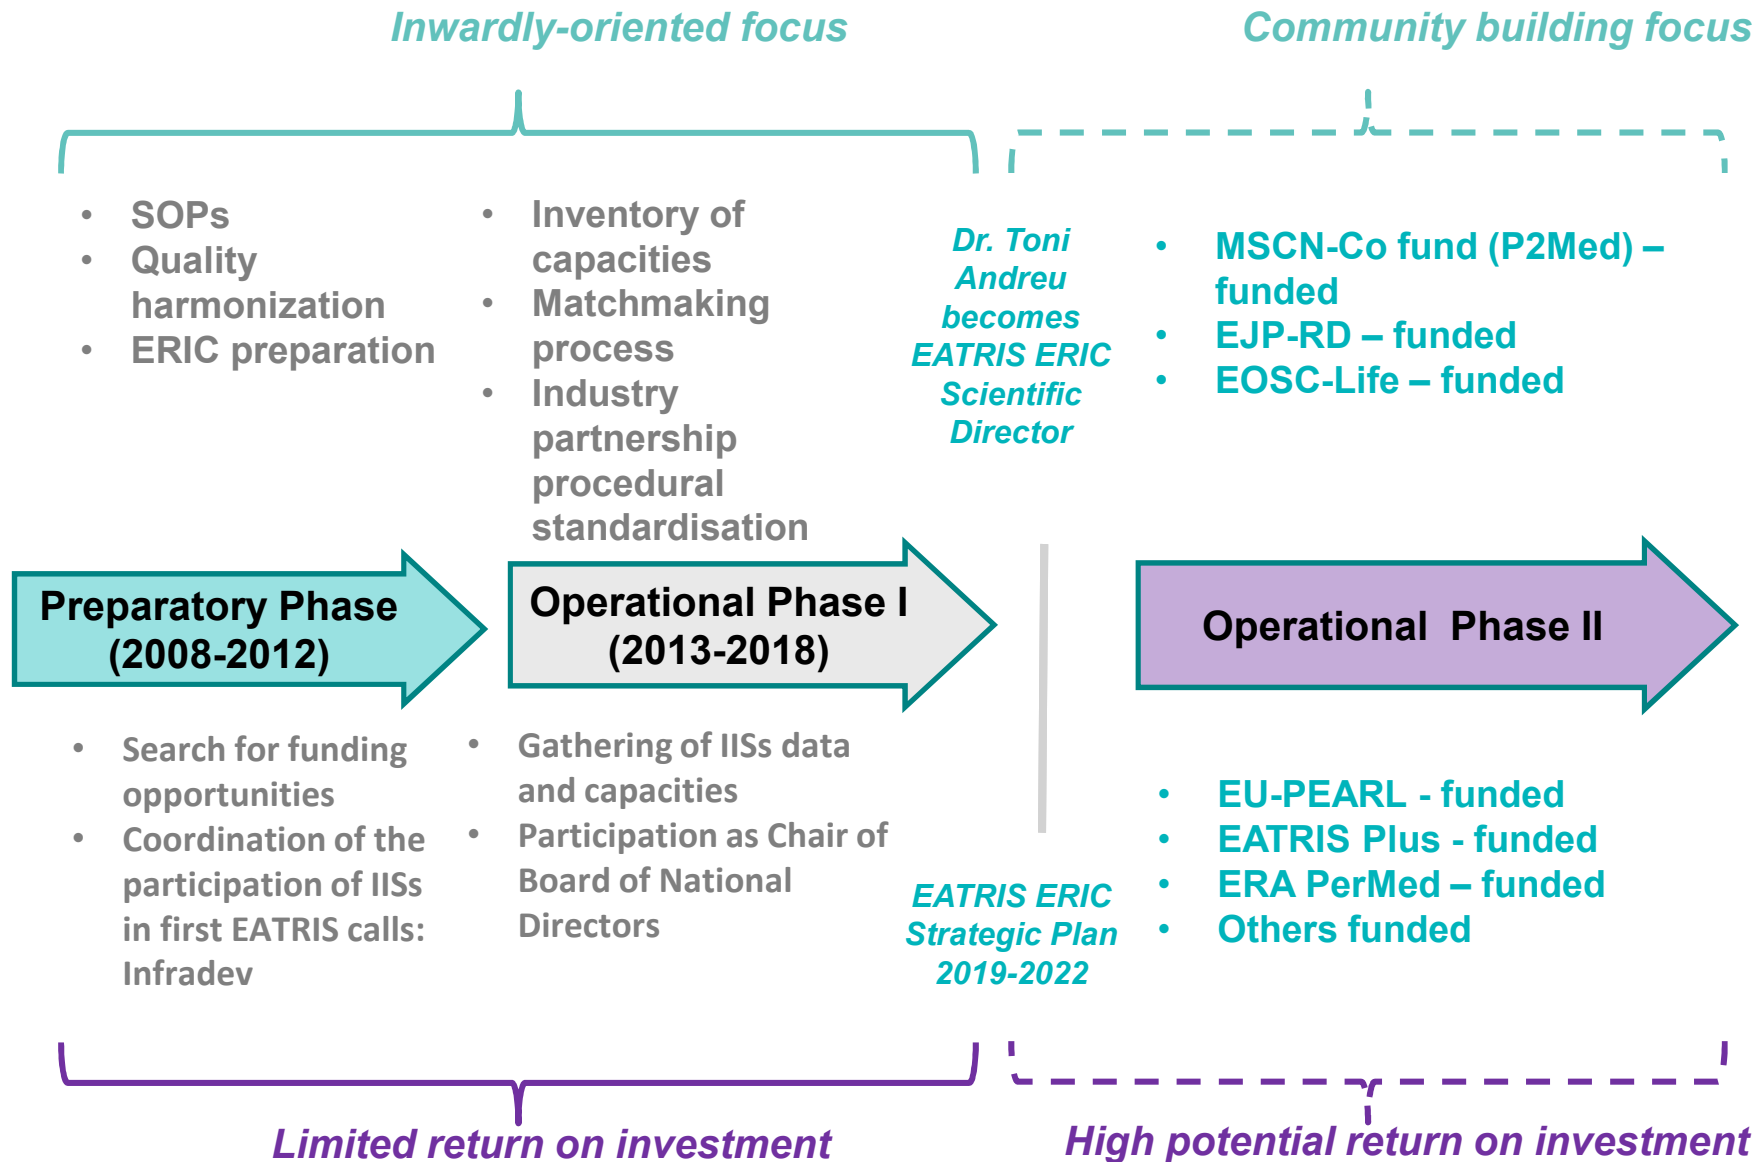 Inwardly-oriented focus
Community building focus
• SOPs
• Quality
harmonization
• ERIC preparation
• Inventory of
capacities
• Matchmaking
process
• Industry
partnership
procedural
standardisation
Dr. Toni
Andreu
becomes
EATRIS ERIC
Scientific
Director
• MSCN-Co fund (P2Med) –
funded
• EJP-RD – funded
• EOSC-Life – funded
Preparatory Phase
(2008-2012)
Operational Phase I
(2013-2018)
Operational Phase II
• Search for funding
opportunities
• Coordination of the
participation of IISs
in first EATRIS calls:
Infradev
• Gathering of IISs data
and capacities
• Participation as Chair of
Board of National
Directors
EATRIS ERIC
Strategic Plan
2019-2022
• EU-PEARL - funded
• EATRIS Plus - funded
• ERA PerMed – funded
• Others funded
Limited return on investment
High potential return on investment